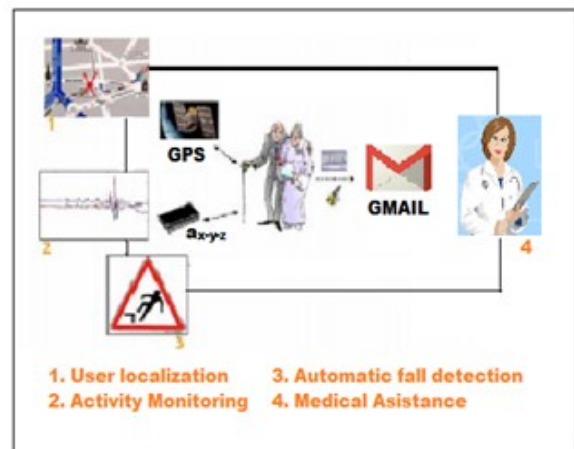 1
GPS
GMAIL
a x-y-z
2
4
3
1. User localization
3. Automatic fall detection
2. Activity Monitoring
4. Medical Asistance